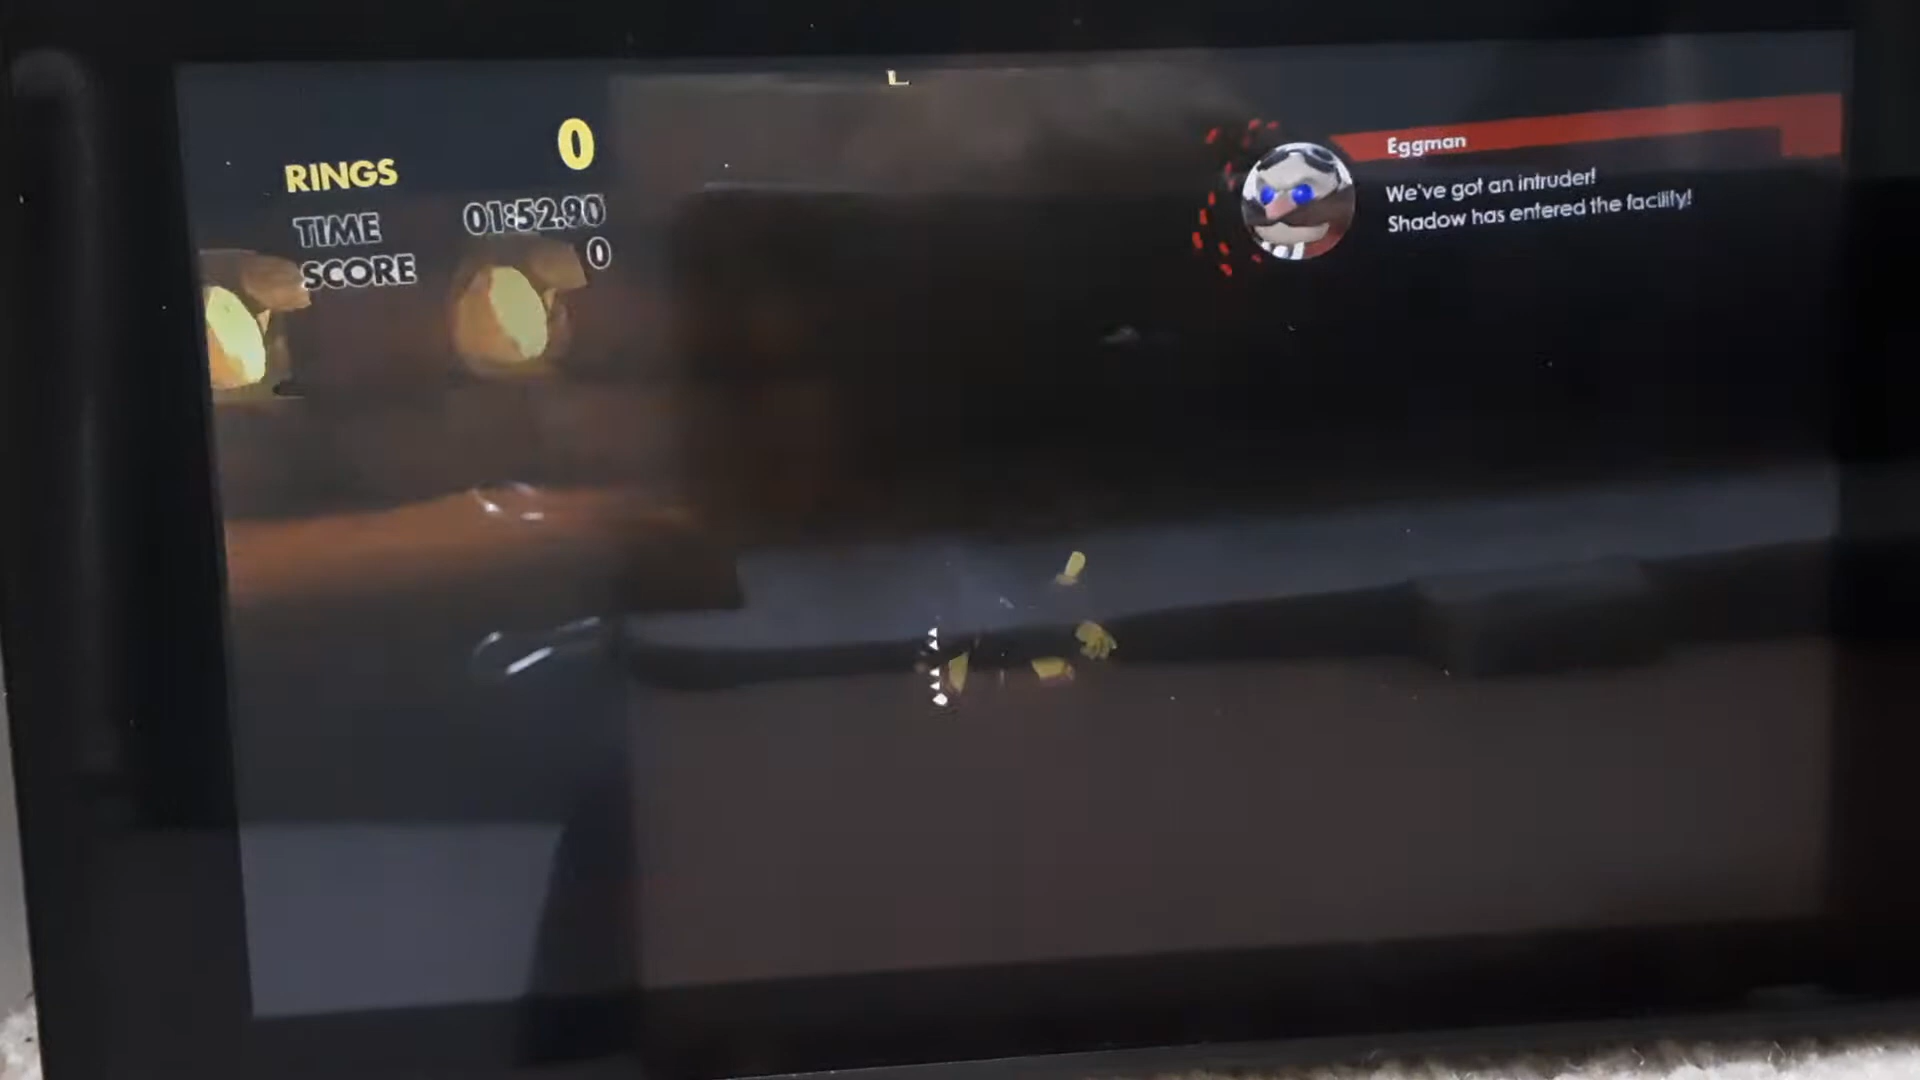 RINGS 0
TIME 01:52.90
SCORE 0
Eggman
We've got an intruder!
Shadow has entered the facility!